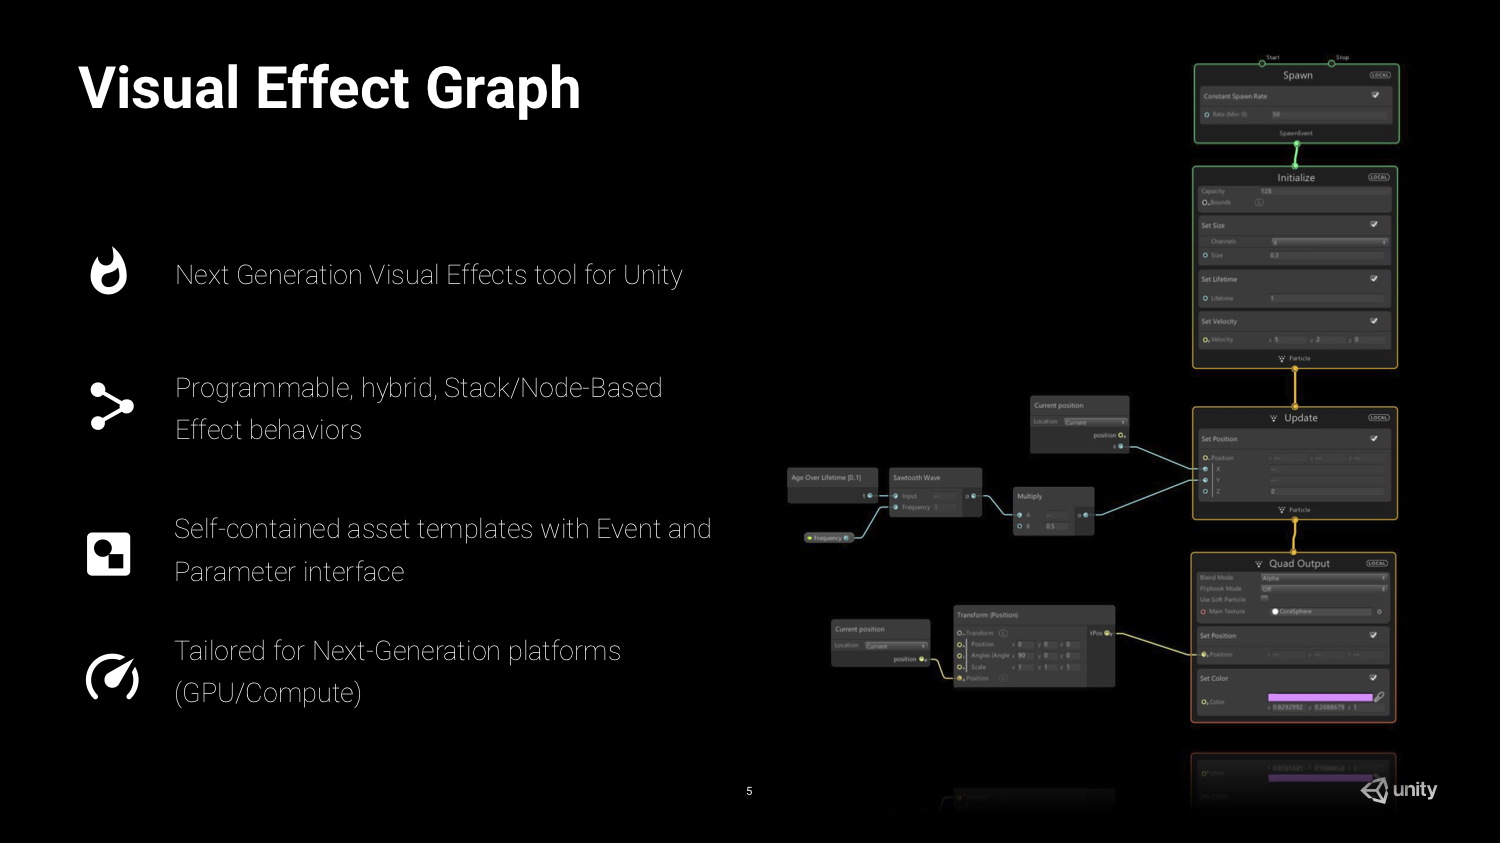 Visual Effect Graph
Next Generation Visual Effects tool for Unity
Programmable, hybrid, Stack/Node-Based
Effect behaviors
Self-contained asset templates with Event and
Parameter interface
Tailored for Next-Generation platforms
(GPU/Compute)
Start Stop
Spawn LOCAL
Constant Spawn Rate
Rate (Min: 0) 50
SpawnEvent
Initialize LOCAL
Capacity 128
Bounds
Set Size
Channels X
Size 0.1
Set Lifetime
Lifetime 1
Set Velocity
Velocity x 5 y 2 z 0
Particle
Update LOCAL
Set Position
Position
X
Y
Z 0
Particle
Current position
Location Current
position
x
Age Over Lifetime [0,1]
t
Sawtooth Wave
Input o
Frequency 3
Frequency
Multiply
A o
B 0.5
Quad Output LOCAL
Blend Mode Alpha
Flipbook Mode Off
Use Soft Particle
Main Texture CoreSphere
Set Position
Position
Set Color
Color
x 0.8292992 y 0.2688679 z 1
Current position
Location Current
position
Transform (Position)
Transform tPos
Position x 0 y 0 z 0
Angles (Angle x 90 y 0 z 0
Scale x 1 y 1 z 1
Position
5
unity